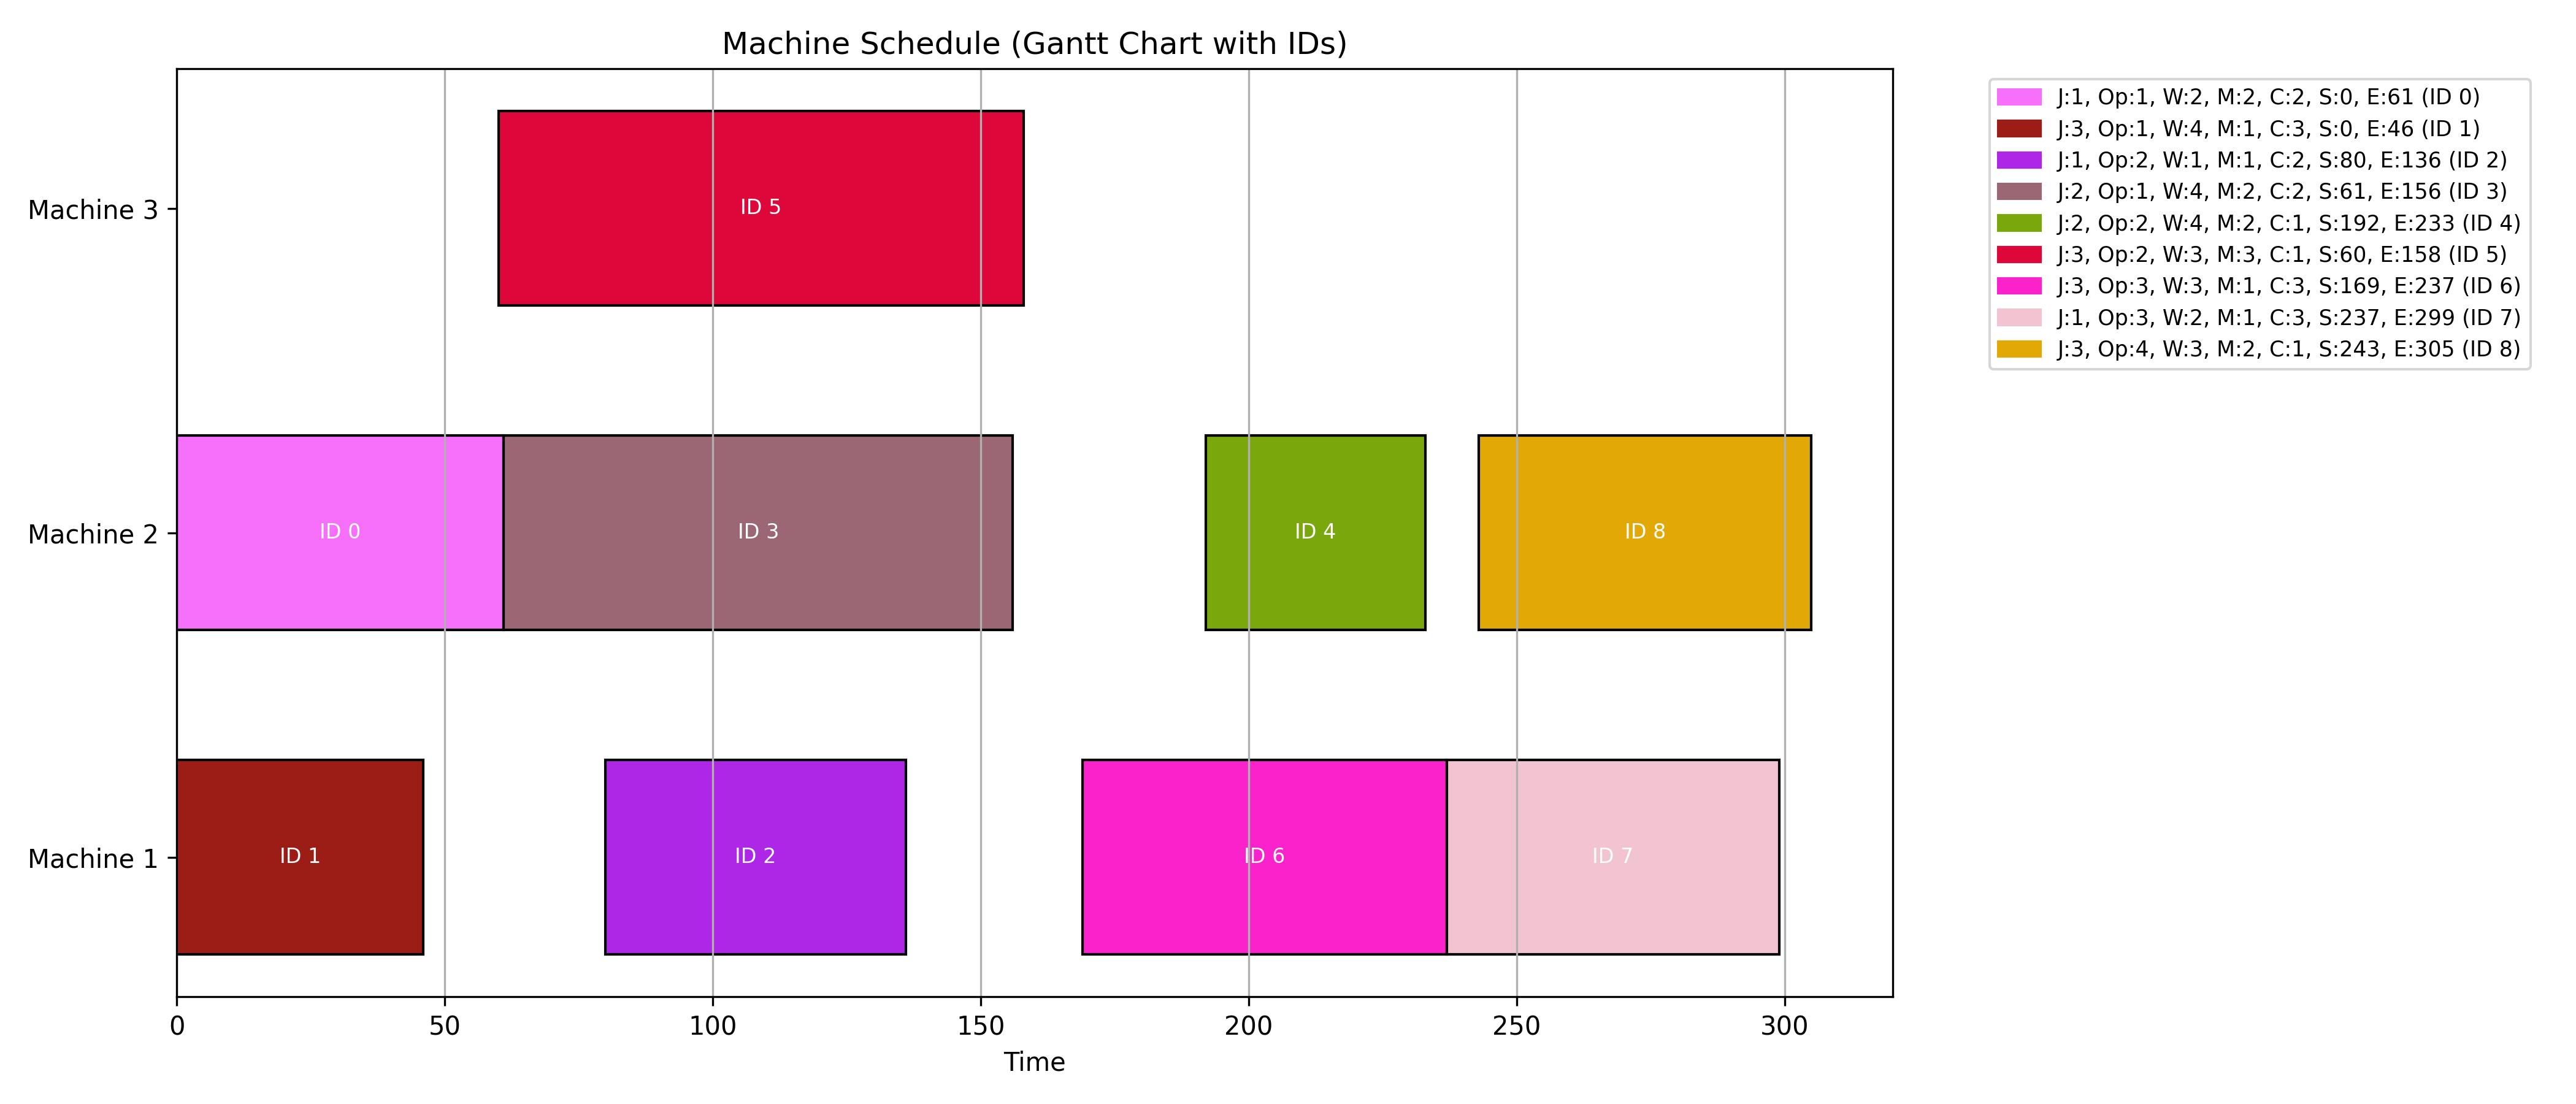 Machine Schedule (Gantt Chart with IDs)
J:1, Op:1, W:2, M:2, C:2, S:0, E:61 (ID 0)
J:3, Op:1, W:4, M:1, C:3, S:0, E:46 (ID 1)
J:1, Op:2, W:1, M:1, C:2, S:80, E:136 (ID 2)
J:2, Op:1, W:4, M:2, C:2, S:61, E:156 (ID 3)
J:2, Op:2, W:4, M:2, C:1, S:192, E:233 (ID 4)
J:3, Op:2, W:3, M:3, C:1, S:60, E:158 (ID 5)
J:3, Op:3, W:3, M:1, C:3, S:169, E:237 (ID 6)
J:1, Op:3, W:2, M:1, C:3, S:237, E:299 (ID 7)
J:3, Op:4, W:3, M:2, C:1, S:243, E:305 (ID 8)
Machine 3
ID 5
Machine 2
ID 0
ID 3
ID 4
ID 8
Machine 1
ID 1
ID 2
ID 6
ID 7
0
50
100
150
200
250
300
Time